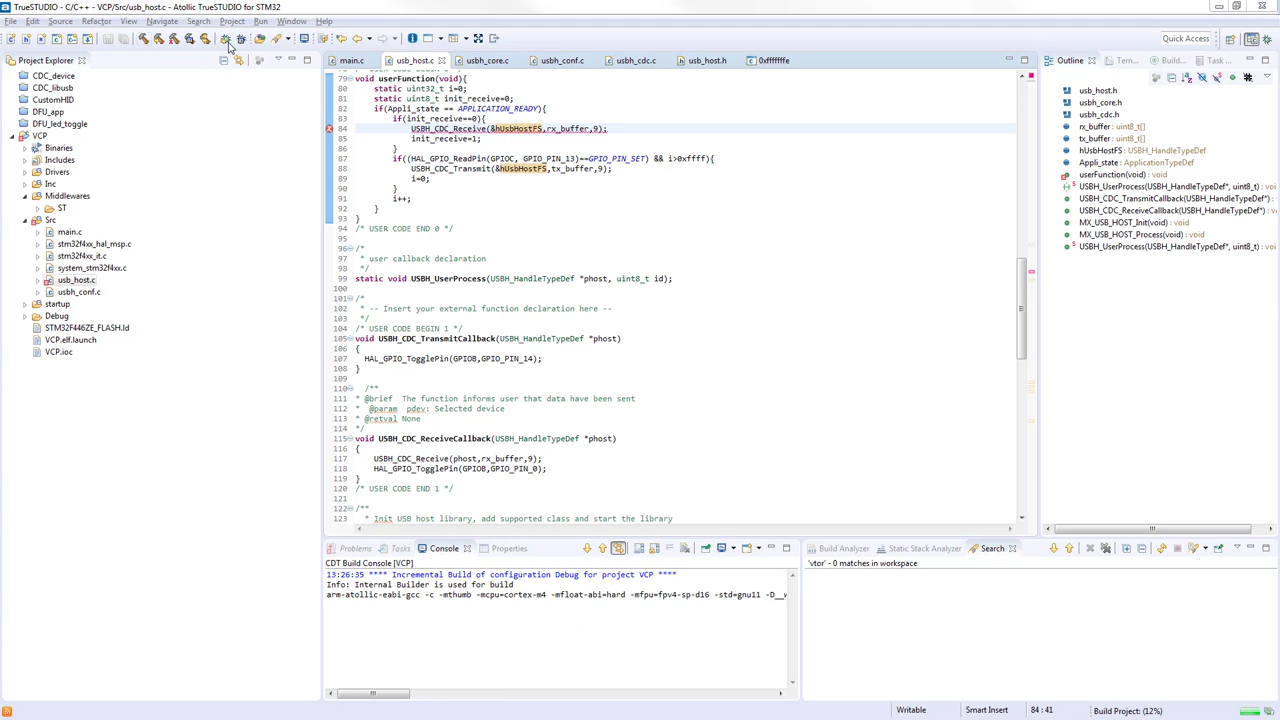 TrueSTUDIO - C/C++ - VCP/Src/usb_host.c - Atollic TrueSTUDIO for STM32
File Edit Source Refactor View Navigate Search Project Run Window Help
Quick Access
Project Explorer
main.c usb_host.c usbh_core.c usbh_conf.c usbh_cdc.c usb_host.h 0xfffffffe
Outline Tem... Make...
CDC_device
CDC_libusb
CustomHID
DFU_app
DFU_led_toggle
VCP
Binaries
Includes
Drivers
Inc
Middlewares
ST
Src
main.c
stm32f4xx_hal_msp.c
stm32f4xx_it.c
system_stm32f4xx.c
usb_host.c
usbh_conf.c
startup
Debug
STM32F446ZE_FLASH.ld
VCP.elf.launch
VCP.ioc
79 void userFunction(void){
80 static uint32_t i=0;
81 static uint8_t init_receive=0;
82 if(Appli_state == APPLICATION_READY){
83 if(init_receive==0){
84 USBH_CDC_Receive(&hUsbHostFS,rx_buffer,9);
85 init_receive=1;
86 }
87 if((HAL_GPIO_ReadPin(GPIOC, GPIO_PIN_13)==GPIO_PIN_SET) && i>0xffff){
88 USBH_CDC_Transmit(&hUsbHostFS,tx_buffer,9);
89 i=0;
90 }
91 i++;
92 }
93 }
94 /* USER CODE END 0 */
95
96 /*
97 * user callback declaration
98 */
99 static void USBH_UserProcess(USBH_HandleTypeDef *phost, uint8_t id);
100
101 /*
102 * -- Insert your external function declaration here --
103 */
104 /* USER CODE BEGIN 1 */
105 void USBH_CDC_TransmitCallback(USBH_HandleTypeDef *phost)
106 {
107 HAL_GPIO_TogglePin(GPIOB,GPIO_PIN_14);
108 }
109
110 /**
111 * @brief The function informs user that data have been sent
112 * @param pdev: Selected device
113 * @retval None
114 */
115 void USBH_CDC_ReceiveCallback(USBH_HandleTypeDef *phost)
116 {
117 USBH_CDC_Receive(phost,rx_buffer,9);
118 HAL_GPIO_TogglePin(GPIOB,GPIO_PIN_0);
119 }
120 /* USER CODE END 1 */
121
122 /**
123 * Init USB host library, add supported class and start the library
usb_host.h
usbh_core.h
usbh_cdc.h
rx_buffer : uint8_t[]
tx_buffer : uint8_t[]
hUsbHostFS : USBH_HandleTypeDef
Appli_state : ApplicationTypeDef
userFunction(void) : void
USBH_UserProcess(USBH_HandleTypeDef*, uint8_t) :
USBH_CDC_TransmitCallback(USBH_HandleTypeDef*)
USBH_CDC_ReceiveCallback(USBH_HandleTypeDef*) :
MX_USB_HOST_Init(void) : void
MX_USB_HOST_Process(void) : void
USBH_UserProcess(USBH_HandleTypeDef*, uint8_t) :
Problems Tasks Console Properties
CDT Build Console [VCP]
13:26:35 **** Incremental Build of configuration Debug for project VCP ****
Info: Internal Builder is used for build
arm-atollic-eabi-gcc -c -mthumb -mcpu=cortex-m4 -mfloat-abi=hard -mfpu=fpv4-sp-d16 -std=gnu11 -D__w
Build Analyzer Static Stack Analyzer Search
'vtor' - 0 matches in workspace
Writable Smart Insert 84 : 41 Build Project: (12%)